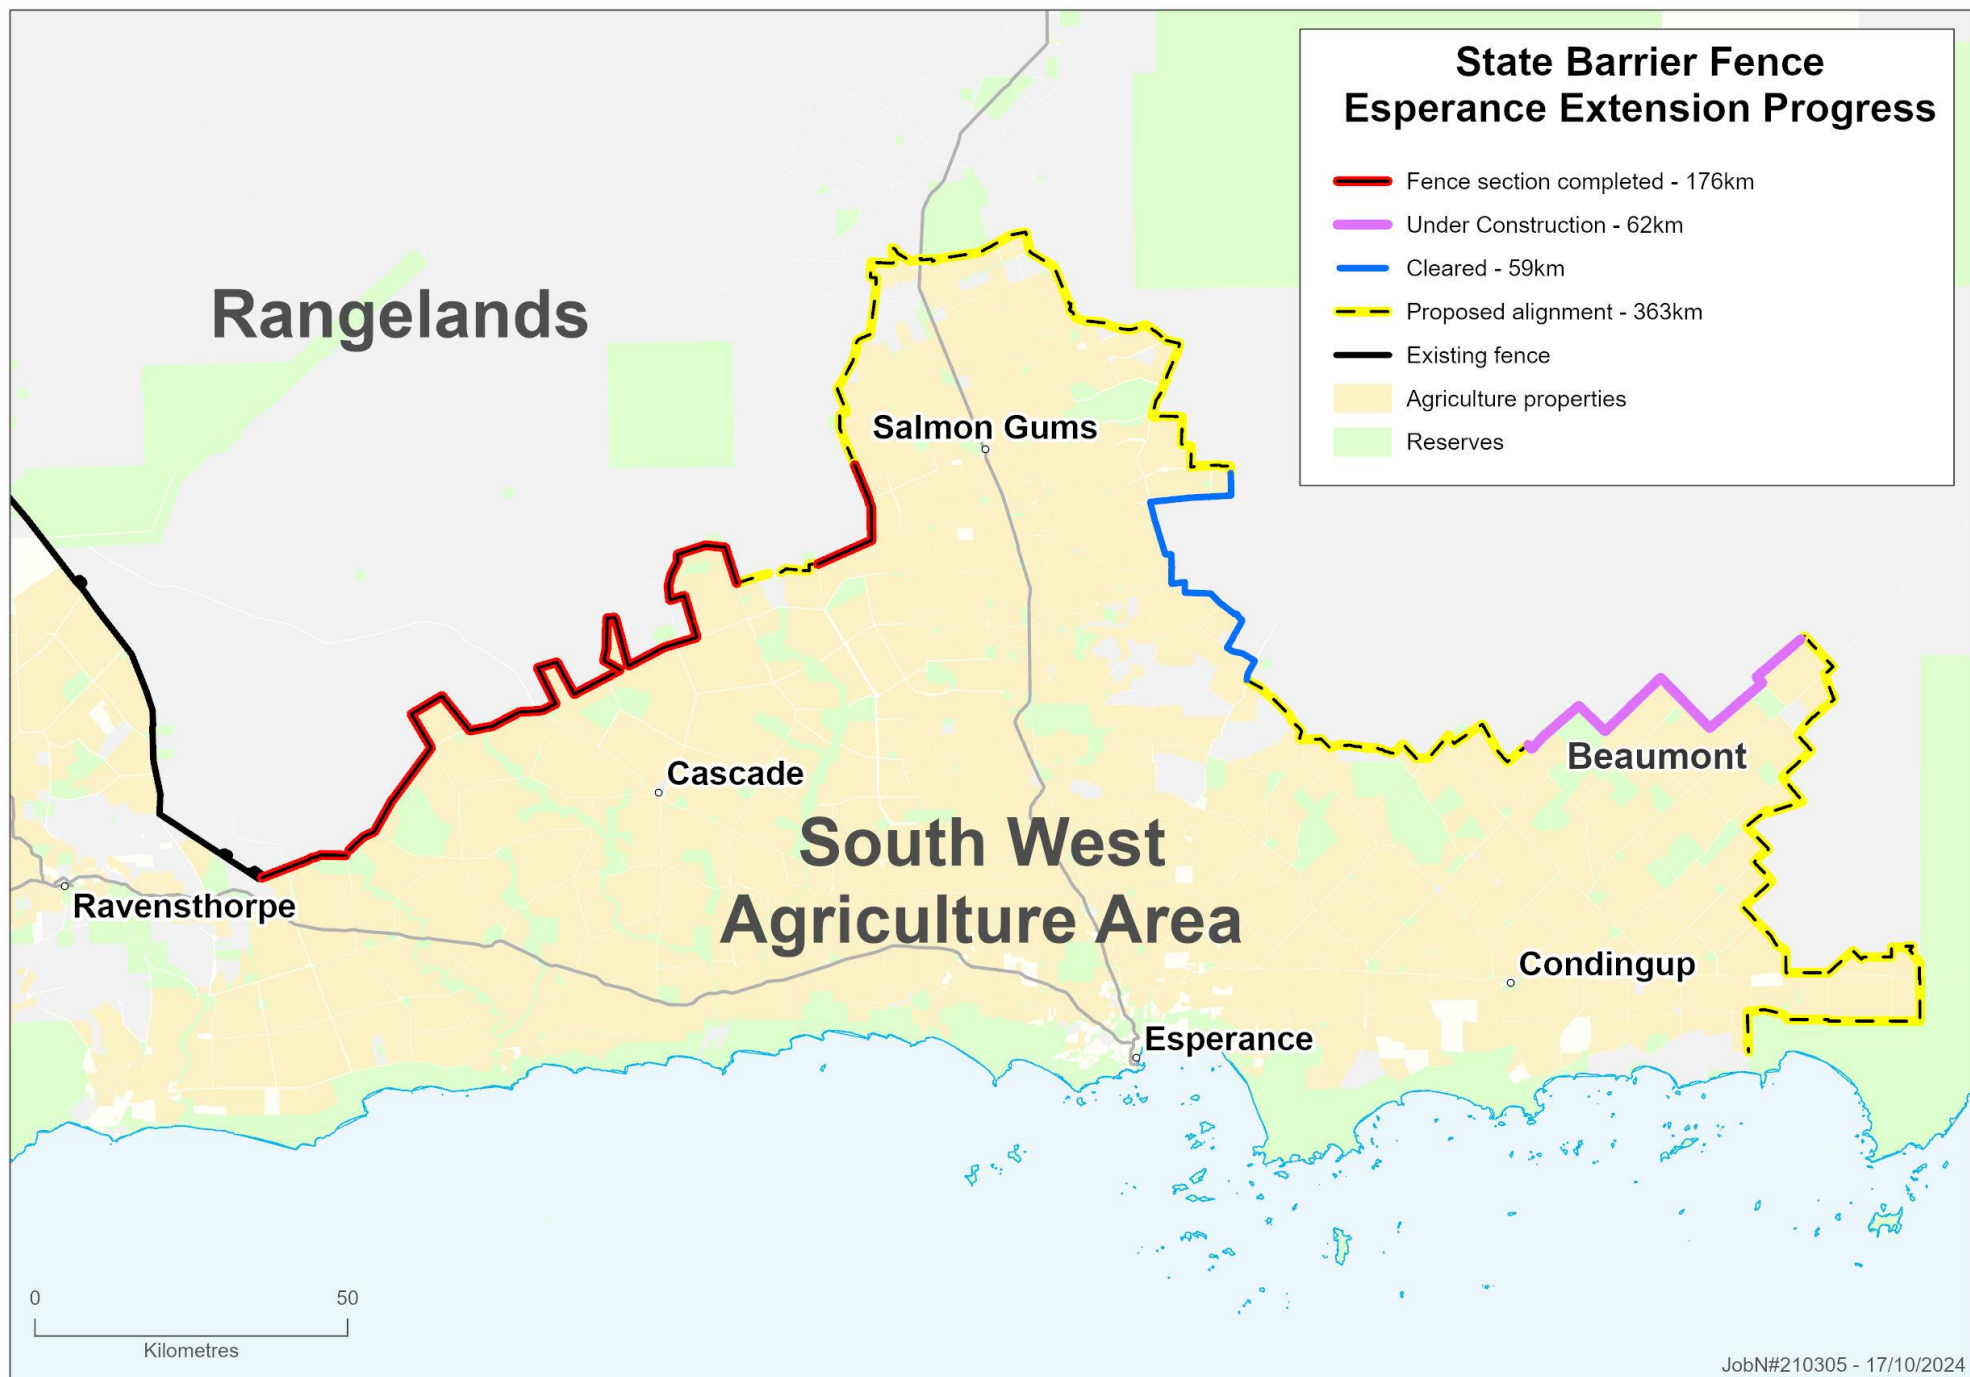 State Barrier Fence
Esperance Extension Progress
Fence section completed - 176km
Under Construction - 62km
Cleared - 59km
Proposed alignment - 363km
Existing fence
Agriculture properties
Reserves
Rangelands
Salmon Gums
Beaumont
Cascade
South West
Agriculture Area
Ravensthorpe
Condingup
Esperance
0 50
Kilometres
JobN#210305 - 17/10/2024